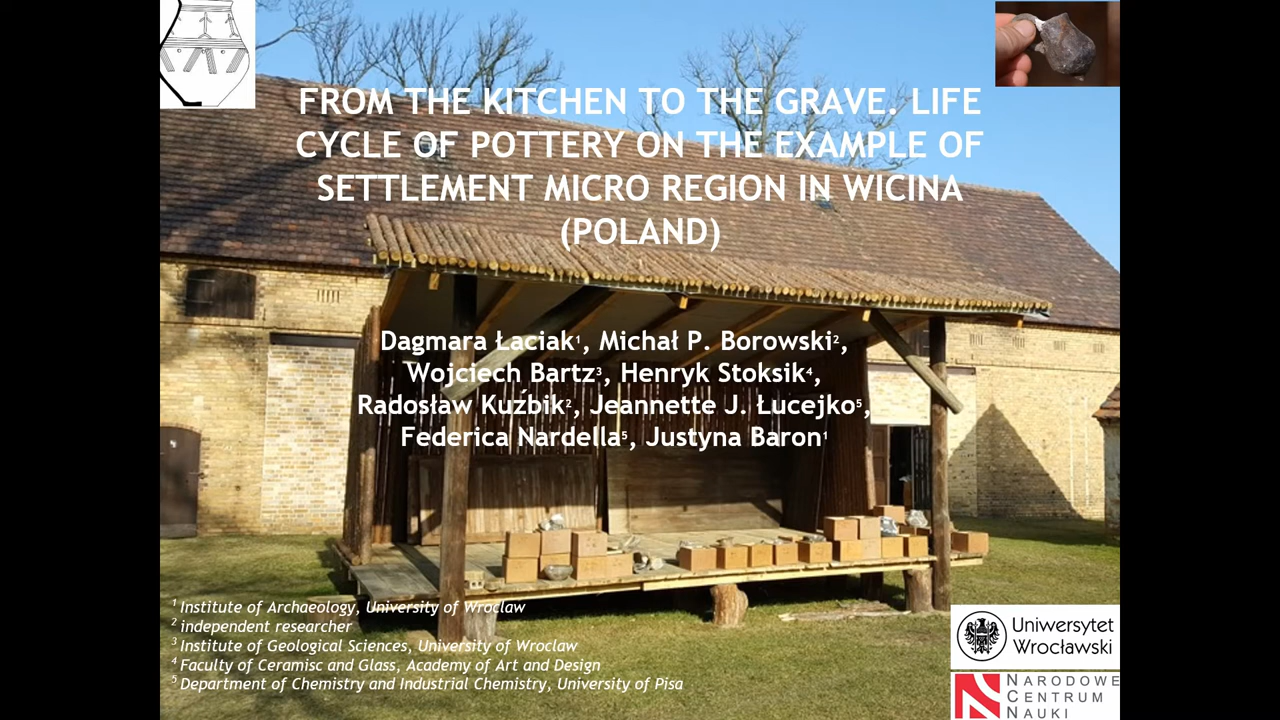 FROM THE KITCHEN TO THE GRAVE. LIFE
CYCLE OF POTTERY ON THE EXAMPLE OF
SETTLEMENT MICRO REGION IN WICINA
(POLAND)
Dagmara Łaciak¹, Michał P. Borowski²,
Wojciech Bartz³, Henryk Stoksik⁴,
Radosław Kuźbik², Jeannette J. Łucejko⁵,
Federica Nardella⁵, Justyna Baron¹
¹ Institute of Archaeology, University of Wroclaw
² independent researcher
³ Institute of Geological Sciences, University of Wroclaw
⁴ Faculty of Ceramisc and Glass, Academy of Art and Design
⁵ Department of Chemistry and Industrial Chemistry, University of Pisa
Uniwersytet
Wrocławski
NARODOWE
CENTRUM
NAUKI